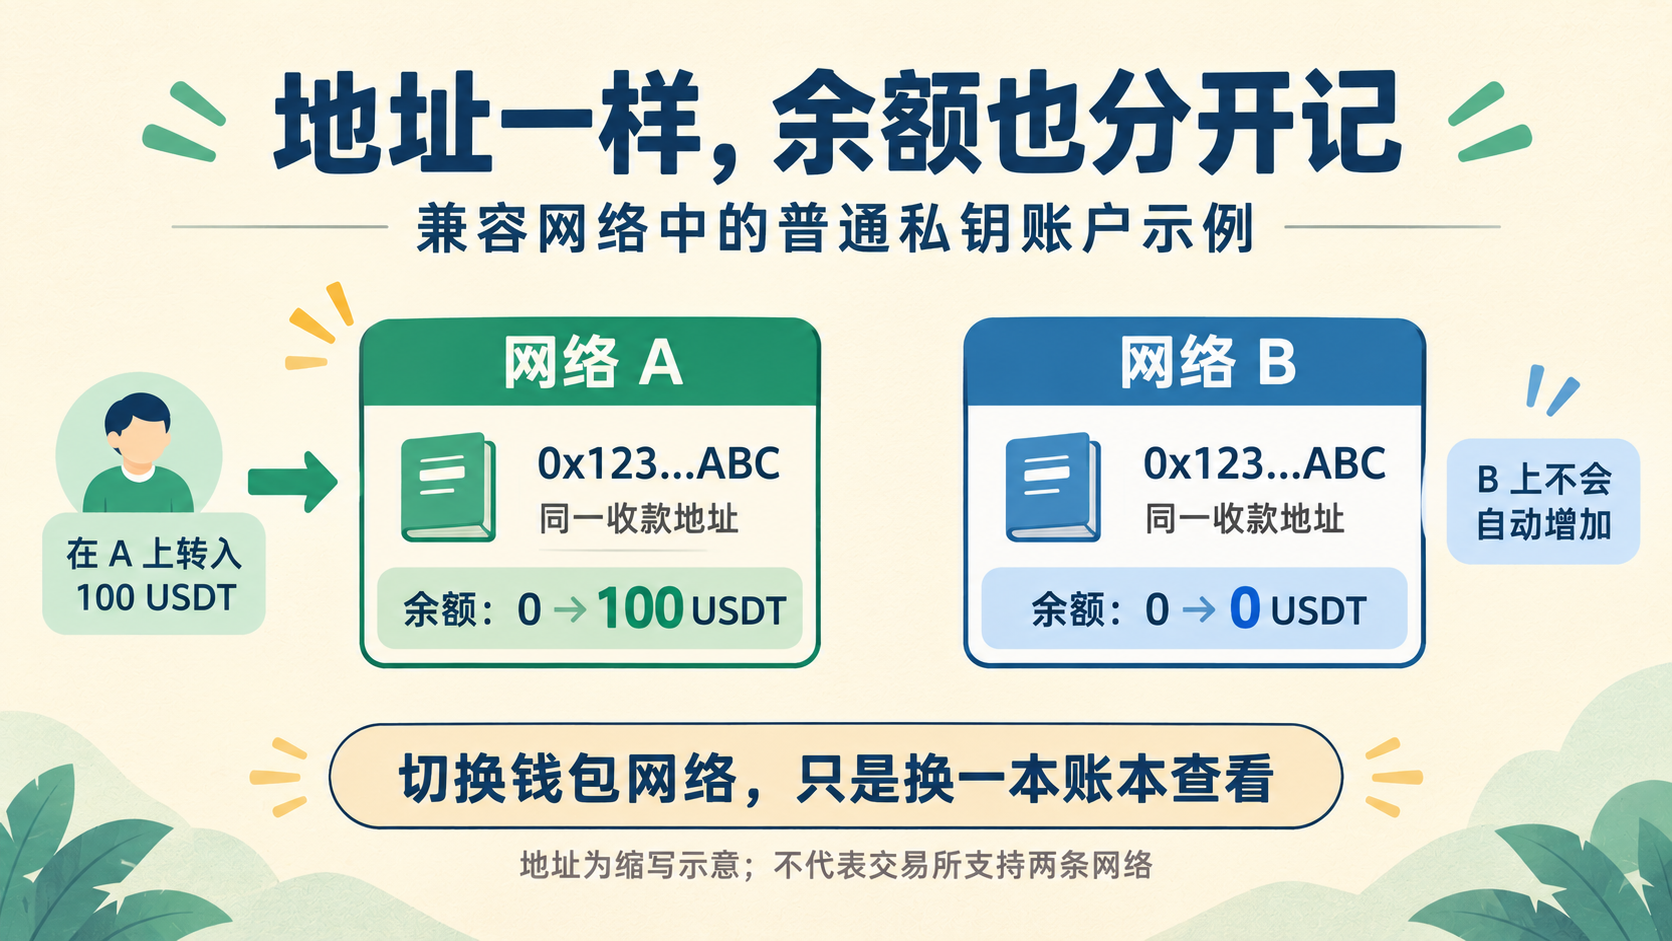 地址一样，余额也分开记
兼容网络中的普通私钥账户示例
网络 A
0x123...ABC
同一收款地址
余额：0→100 USDT
在 A 上转入
100 USDT
网络 B
0x123...ABC
同一收款地址
余额：0→0 USDT
B 上不会
自动增加
切换钱包网络，只是换一本账本查看
地址为缩写示意；不代表交易所支持两条网络